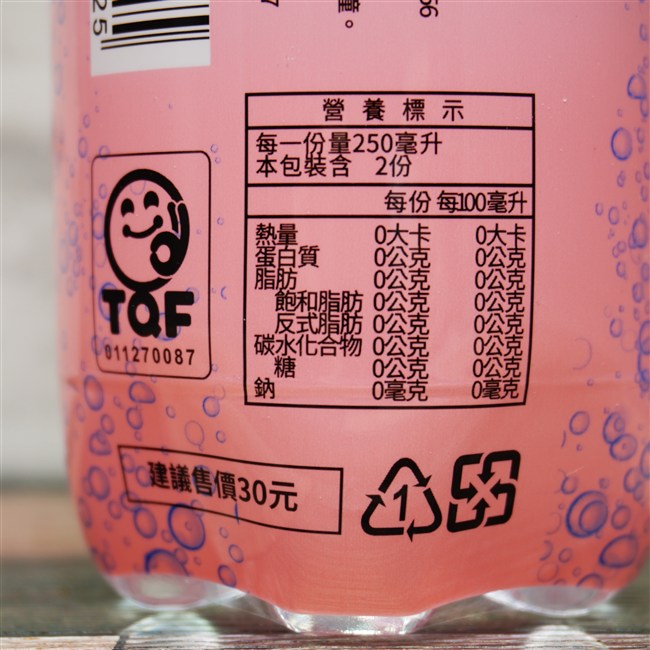 25
56
營養標示
每一份量250毫升
本包裝含 2份
每份 每100毫升
熱量 0大卡 0大卡
蛋白質 0公克 0公克
脂肪 0公克 0公克
飽和脂肪 0公克 0公克
反式脂肪 0公克 0公克
碳水化合物 0公克 0公克
糖 0公克 0公克
鈉 0毫克 0毫克
TQF
011270087
建議售價30元
1